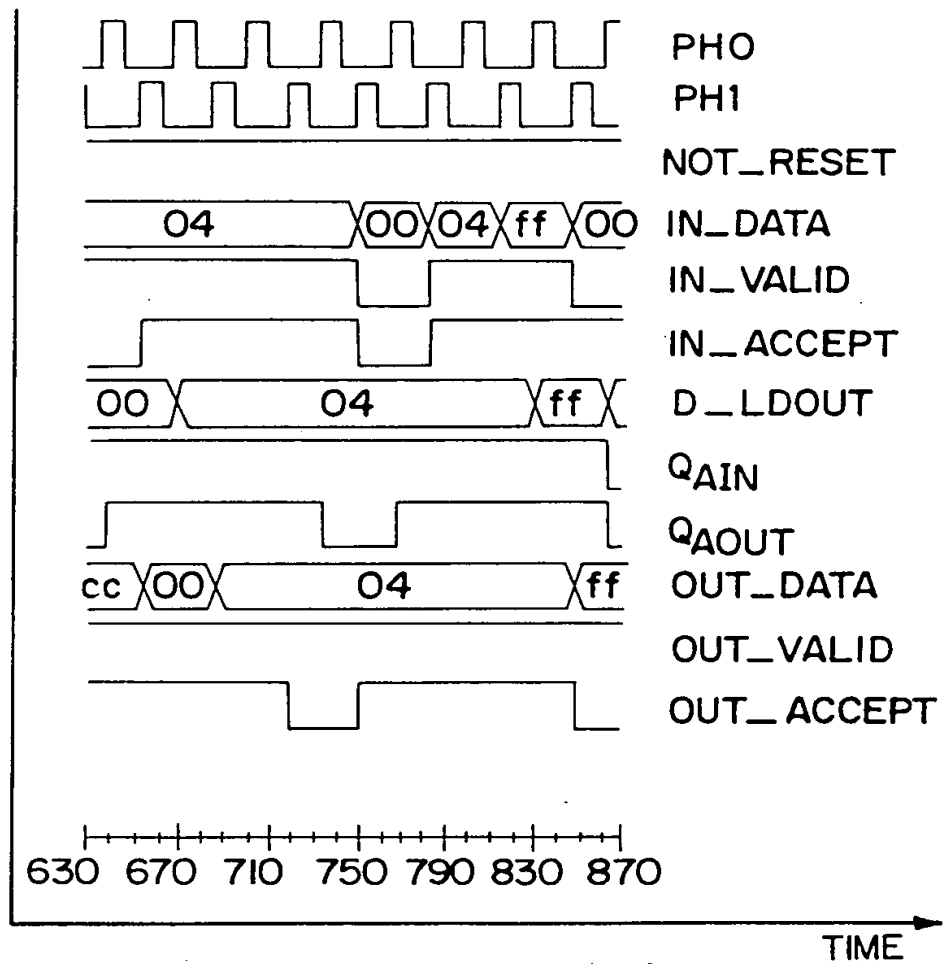 PH0
PH1
NOT_RESET
04 00 04 ff 00 IN_DATA
IN_VALID
IN_ACCEPT
00 04 ff D_LDOUT
QAIN
QAOUT
cc 00 04 ff OUT_DATA
OUT_VALID
OUT_ACCEPT
630 670 710 750 790 830 870
TIME